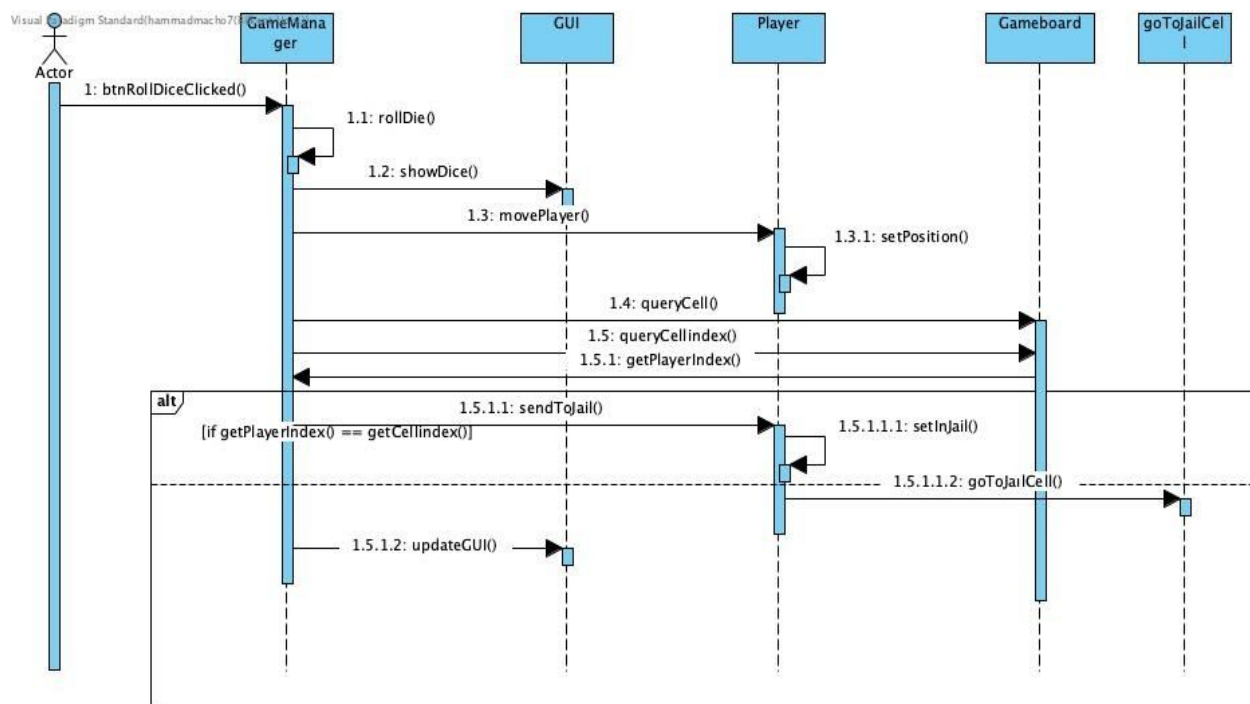 Visual Paradigm Standard(hammadmacho7(
GameMana
ger
GUI
Player
Gameboard
goToJailCel
l
Actor
1: btnRollDiceClicked()
1.1: rollDie()
1.2: showDice()
1.3: movePlayer()
1.3.1: setPosition()
1.4: queryCell()
1.5: queryCellindex()
1.5.1: getPlayerIndex()
alt
1.5.1.1: sendToJail()
[if getPlayerIndex() == getCellindex()]
1.5.1.1.1: setInJail()
1.5.1.1.2: goToJailCell()
1.5.1.2: updateGUI()